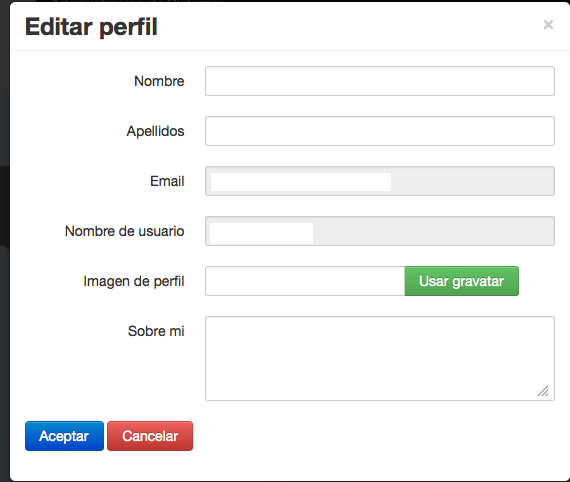 Editar perfil ×
Nombre
Apellidos
Email
Nombre de usuario
Imagen de perfil Usar gravatar
Sobre mi
Aceptar Cancelar